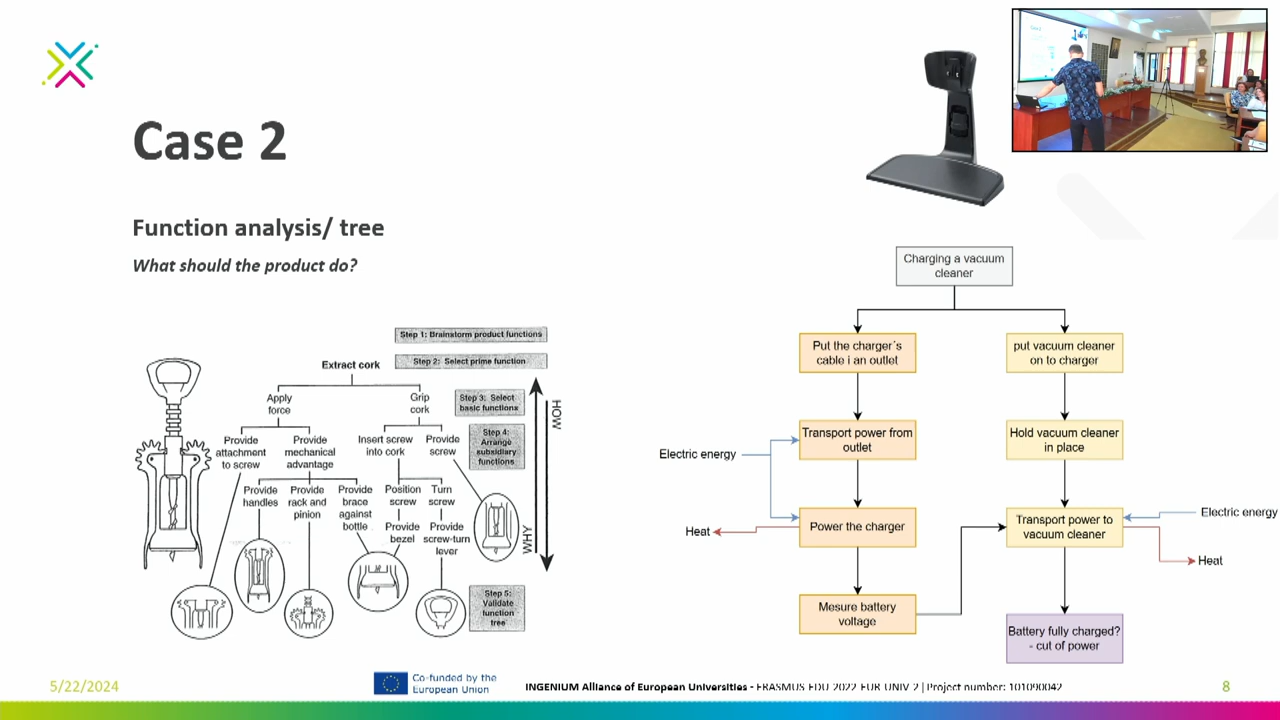 Case 2
Function analysis/ tree
What should the product do?
Step 1: Brainstorm product functions
Step 2: Select prime function
Extract cork
Step 3: Select
basic functions
Apply
force
Grip
cork
HOW
Step 4:
Arrange
subsidiary
functions
Provide
attachment
to screw
Provide
mechanical
advantage
Insert screw
into cork
Provide
screw
Provide
handles
Provide
rack and
pinion
Provide
brace
against
bottle
Position
screw
Turn
screw
Provide
bezel
Provide
screw-turn
lever
WHY
Step 5:
Validate
function
tree
Charging a vacuum
cleaner
Put the charger´s
cable i an outlet
put vacuum cleaner
on to charger
Transport power from
outlet
Hold vacuum cleaner
in place
Electric energy
Power the charger
Heat
Transport power to
vacuum cleaner
Electric energy
Heat
Mesure battery
voltage
Battery fully charged?
- cut of power
5/22/2024
Co-funded by the
European Union
INGENIUM Alliance of European Universities - ERASMUS-EDU-2022-EUR-UNIV-2 | Project number: 101090042
8